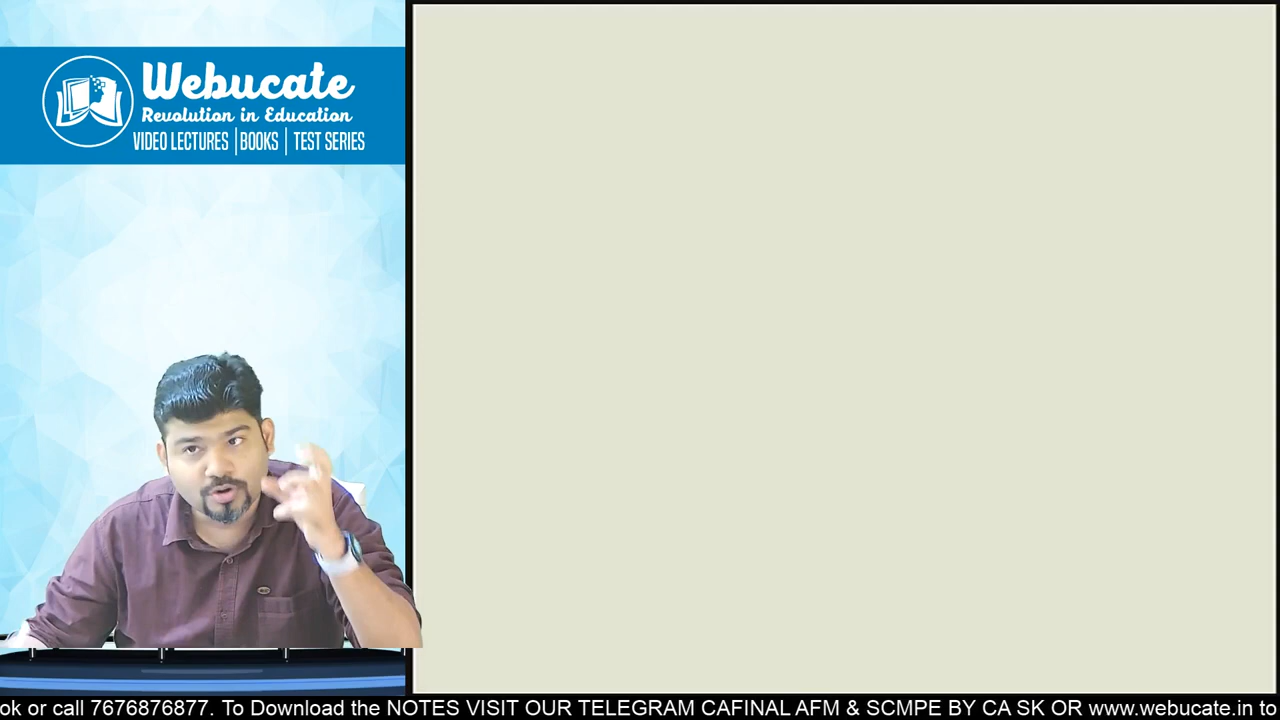 Webucate
Revolution in Education
VIDEO LECTURES | BOOKS | TEST SERIES
ok or call 7676876877. To Download the NOTES VISIT OUR TELEGRAM CAFINAL AFM & SCMPE BY CA SK OR www.webucate.in to